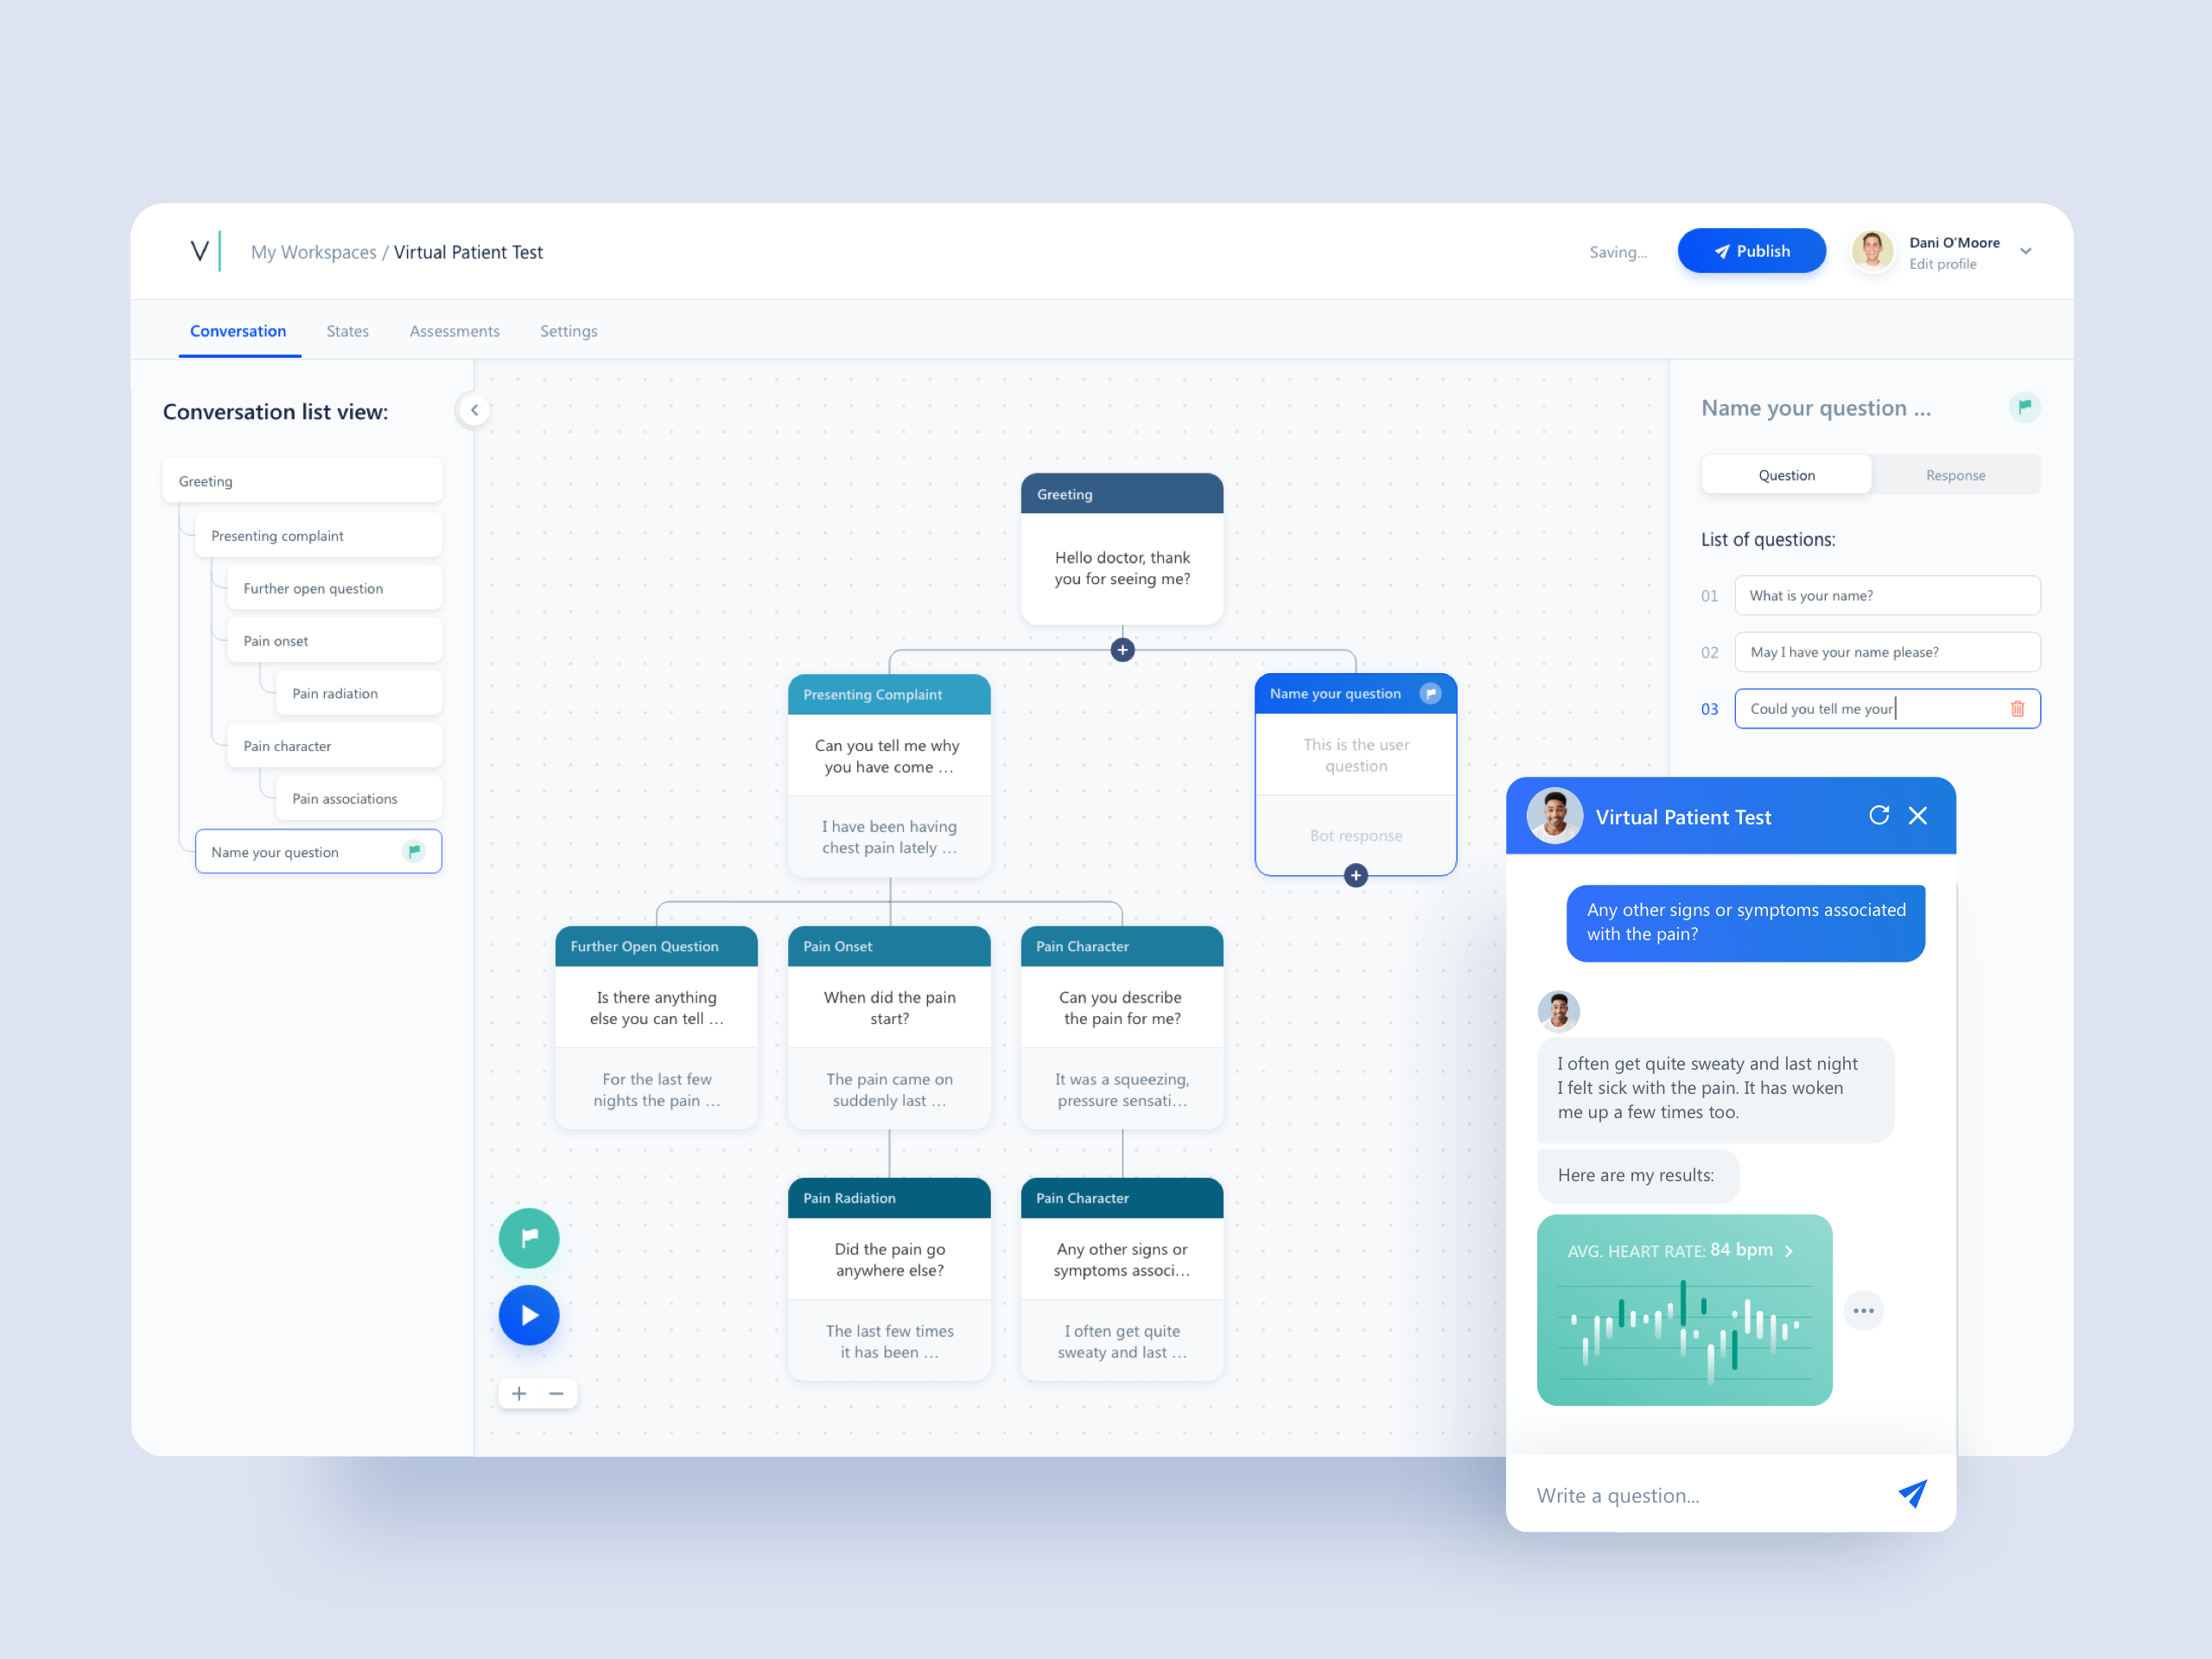 V
My Workspaces / Virtual Patient Test
Saving...
Publish
Dani O'Moore
Edit profile
Conversation
States
Assessments
Settings
Conversation list view:
Greeting
Presenting complaint
Further open question
Pain onset
Pain radiation
Pain character
Pain associations
Name your question
Greeting
Hello doctor, thank
you for seeing me?
Presenting Complaint
Can you tell me why
you have come ...
I have been having
chest pain lately ...
Name your question
This is the user
question
Bot response
Further Open Question
Is there anything
else you can tell ...
For the last few
nights the pain ...
Pain Onset
When did the pain
start?
The pain came on
suddenly last ...
Pain Character
Can you describe
the pain for me?
It was a squeezing,
pressure sensati...
Pain Radiation
Did the pain go
anywhere else?
The last few times
it has been ...
Pain Character
Any other signs or
symptoms associ...
I often get quite
sweaty and last ...
Name your question ...
Question
Response
List of questions:
01 What is your name?
02 May I have your name please?
03 Could you tell me your
Virtual Patient Test
Any other signs or symptoms associated
with the pain?
I often get quite sweaty and last night
I felt sick with the pain. It has woken
me up a few times too.
Here are my results:
AVG. HEART RATE: 84 bpm
Write a question...